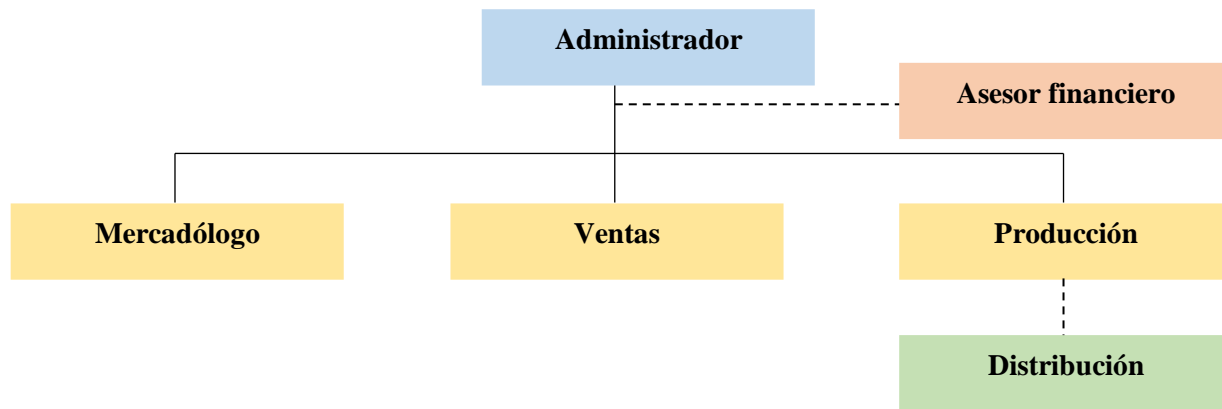 Administrador
Asesor financiero
Mercadólogo
Ventas
Producción
Distribución